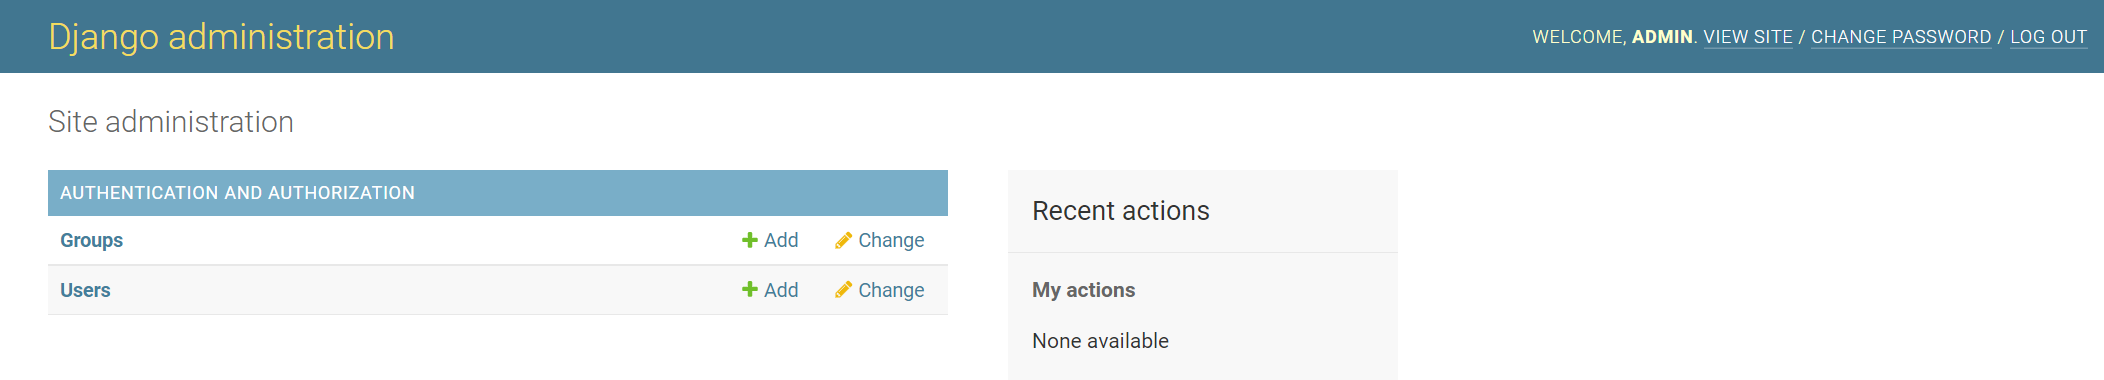 Django administration
WELCOME, ADMIN. VIEW SITE / CHANGE PASSWORD / LOG OUT
Site administration
AUTHENTICATION AND AUTHORIZATION
Groups Add Change
Users Add Change
Recent actions
My actions
None available